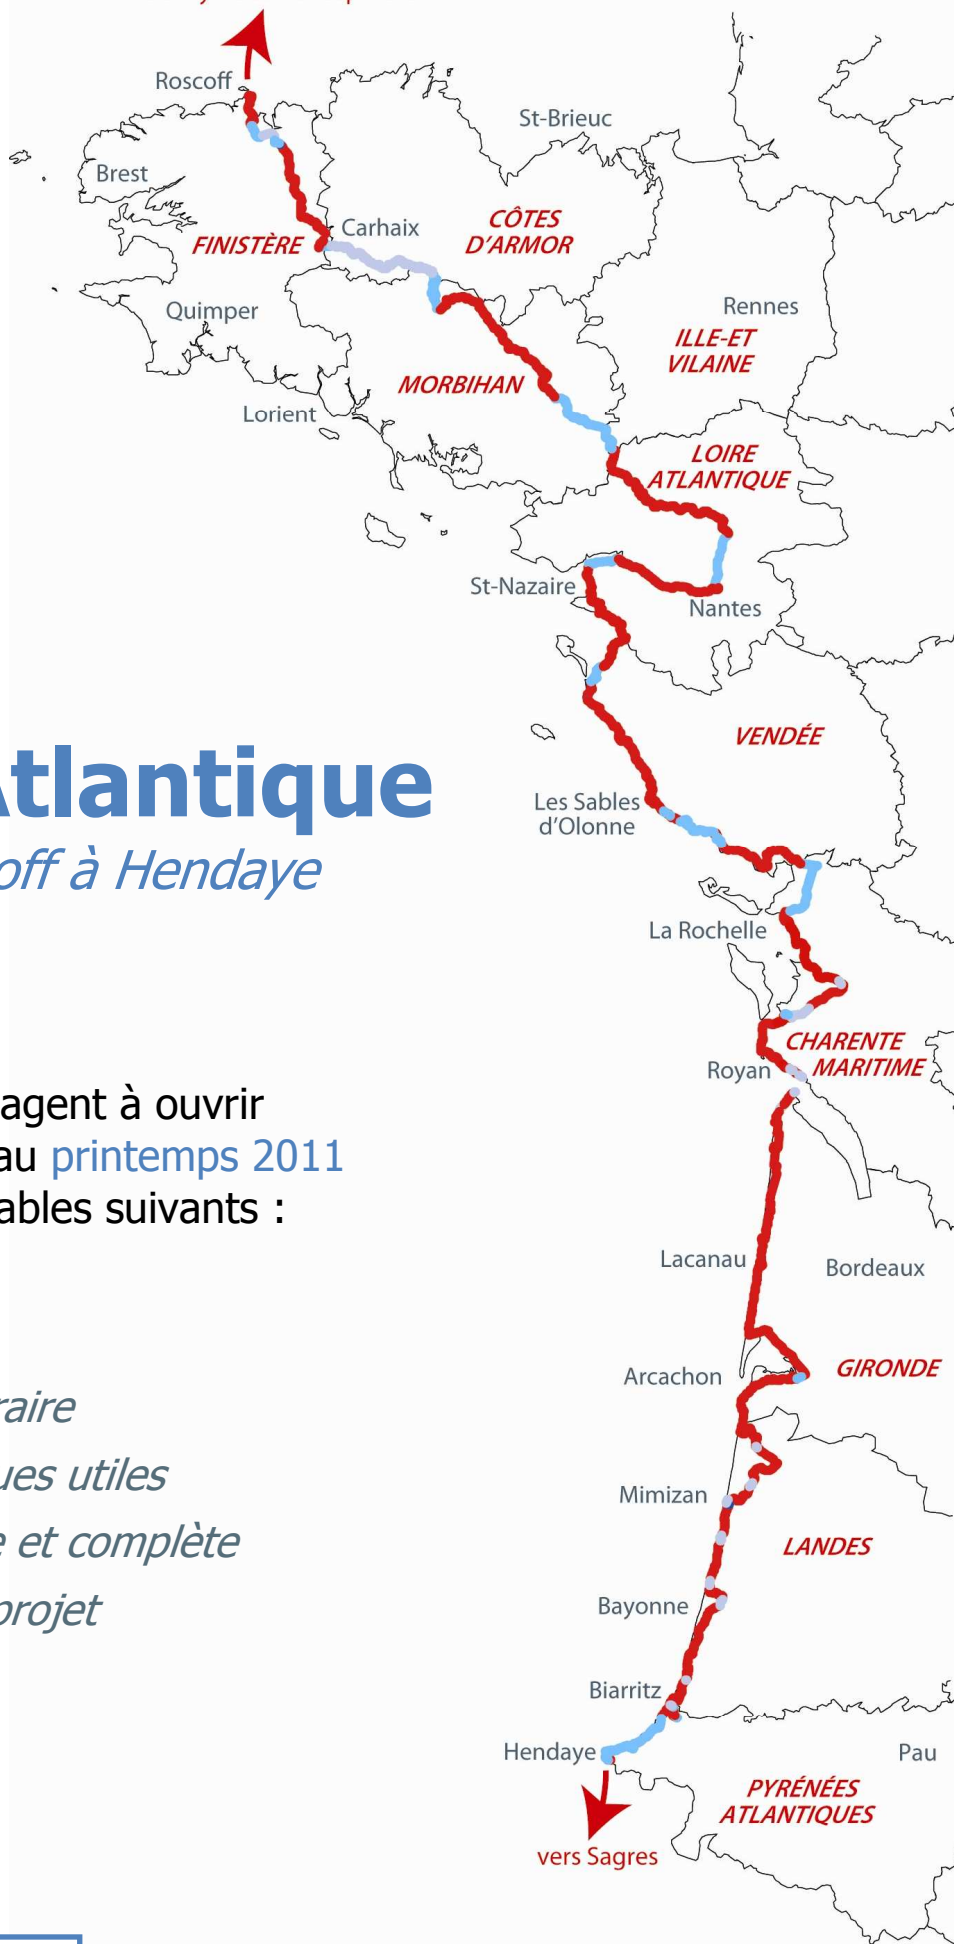 Roscoff
St-Brieuc
Brest
CÔTES
D'ARMOR
Carhaix
FINISTÈRE
Quimper
Rennes
ILLE-ET
VILAINE
MORBIHAN
Lorient
LOIRE
ATLANTIQUE
St-Nazaire
Nantes
VENDÉE
tlantique
Les Sables
d'Olonne
off à Hendaye
La Rochelle
CHARENTE
MARITIME
Royan
agent à ouvrir
au printemps 2011
ables suivants :
Lacanau
Bordeaux
GIRONDE
Arcachon
raire
ues utiles
Mimizan
e et complète
LANDES
projet
Bayonne
Biarritz
Hendaye
Pau
PYRÉNÉES
ATLANTIQUES
vers Sagres